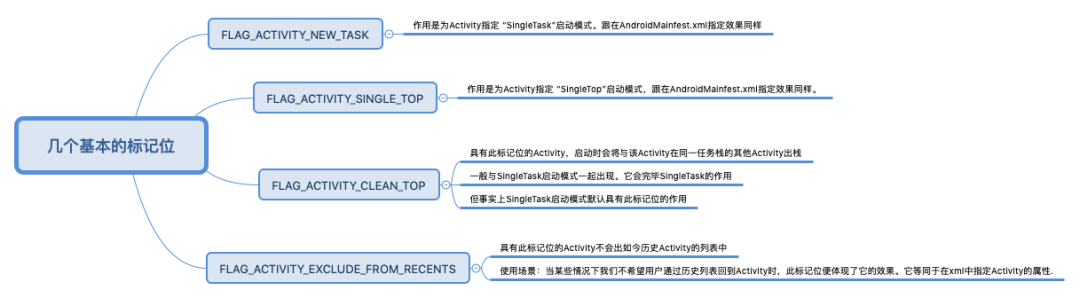 几个基本的标记位
FLAG_ACTIVITY_NEW_TASK
作用是为Activity指定 “SingleTask”启动模式。跟在AndroidMainfest.xml指定效果同样
FLAG_ACTIVITY_SINGLE_TOP
作用是为Activity指定 “SingleTop”启动模式，跟在AndroidMainfest.xml指定效果同样。
FLAG_ACTIVITY_CLEAN_TOP
具有此标记位的Activity，启动时会将与该Activity在同一任务栈的其他Activity出栈
一般与SingleTask启动模式一起出现。它会完毕SingleTask的作用
但事实上SingleTask启动模式默认具有此标记位的作用
FLAG_ACTIVITY_EXCLUDE_FROM_RECENTS
具有此标记位的Activity不会出如今历史Activity的列表中
使用场景：当某些情况下我们不希望用户通过历史列表回到Activity时，此标记位便体现了它的效果。它等同于在xml中指定Activity的属性.